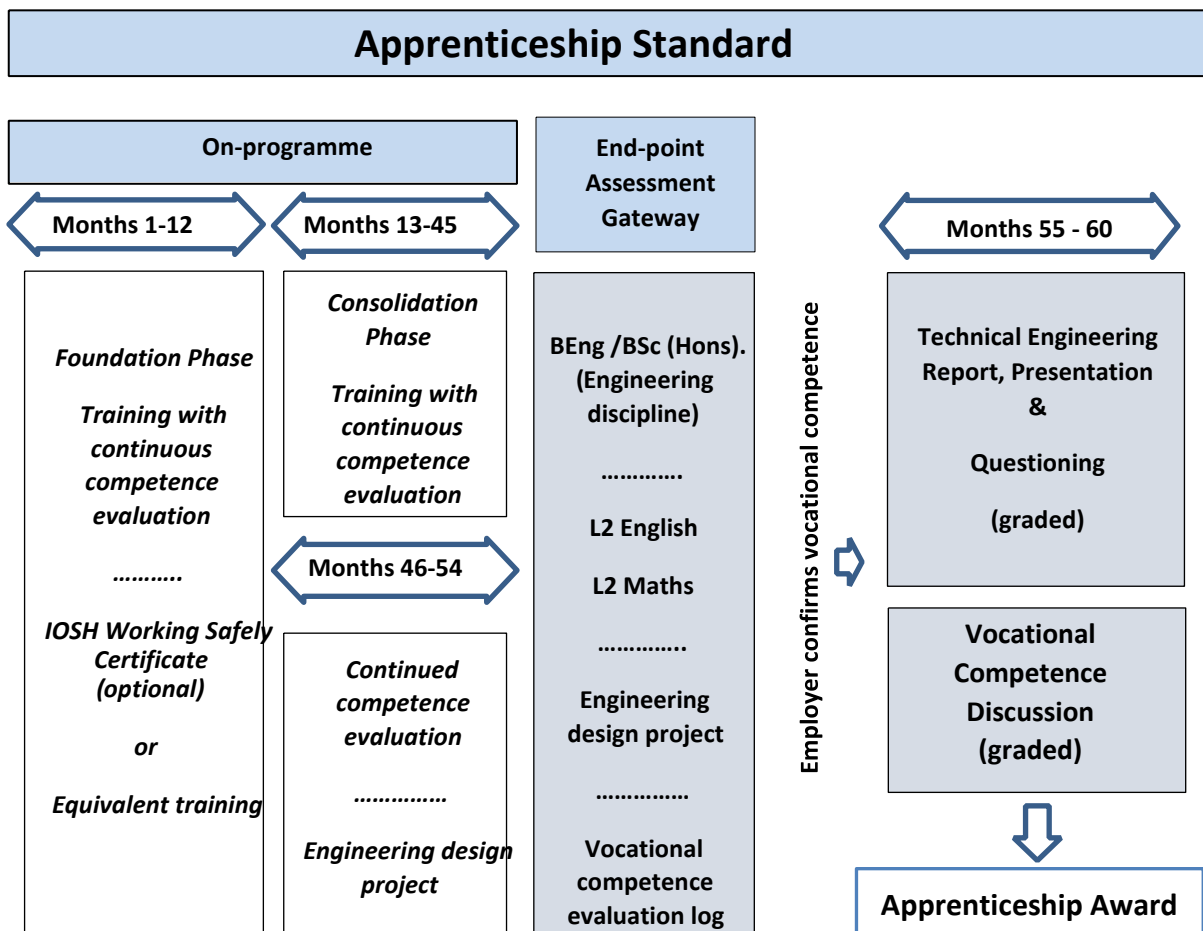 Apprenticeship Standard
On-programme
Months 1-12
Foundation Phase
Training with
continuous
competence
evaluation
………..
IOSH Working Safely
Certificate
(optional)
or
Equivalent training
Months 13-45
Consolidation
Phase
Training with
continuous
competence
evaluation
Months 46-54
Continued
competence
evaluation
……………
Engineering design
project
End-point
Assessment
Gateway
BEng /BSc (Hons).
(Engineering
discipline)
………….
L2 English
L2 Maths
…………..
Engineering
design project
……………
Vocational
competence
evaluation log
Employer confirms vocational competence
Months 55 - 60
Technical Engineering
Report, Presentation
&
Questioning
(graded)
Vocational
Competence
Discussion
(graded)
Apprenticeship Award